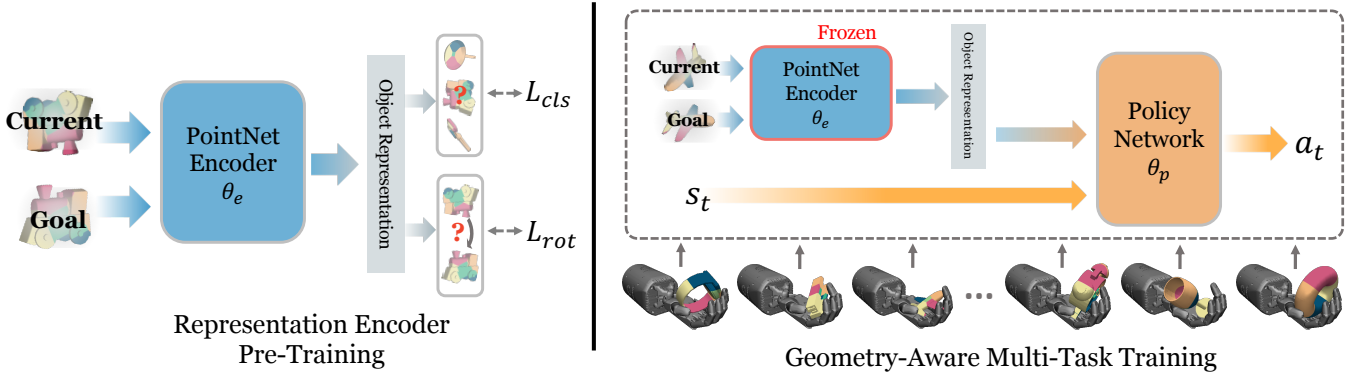 Current
Goal
PointNet
Encoder
θe
Object Representation
?
?
Lcls
Lrot
Representation Encoder
Pre-Training
Frozen
Current
Goal
PointNet
Encoder
θe
Object Representation
st
Policy
Network
θp
at
...
Geometry-Aware Multi-Task Training